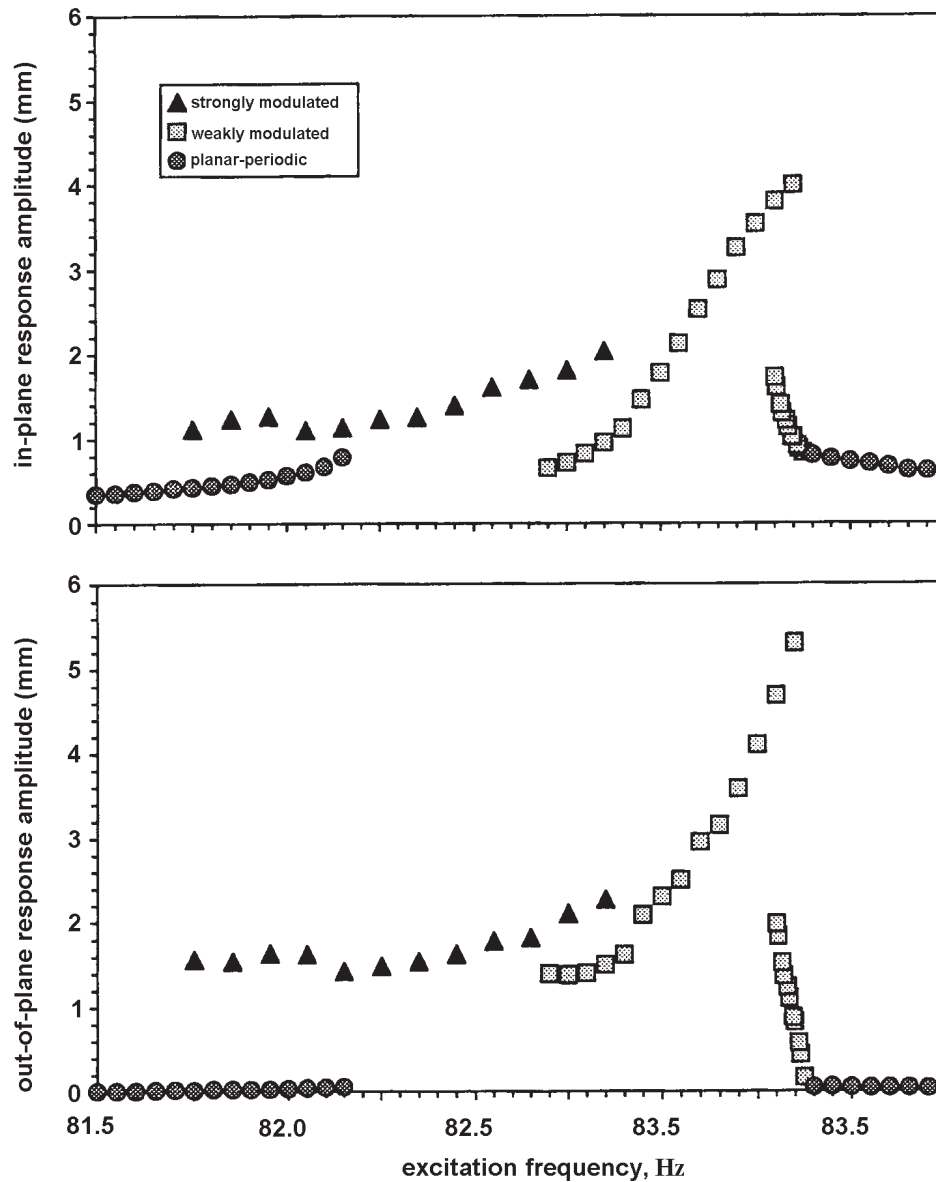 6
5
4
3
2
1
0
in-plane response amplitude (mm)
strongly modulated
weakly modulated
planar-periodic
6
5
4
3
2
1
0
out-of-plane response amplitude (mm)
81.5 82.0 82.5 83.5 83.5
excitation frequency, Hz